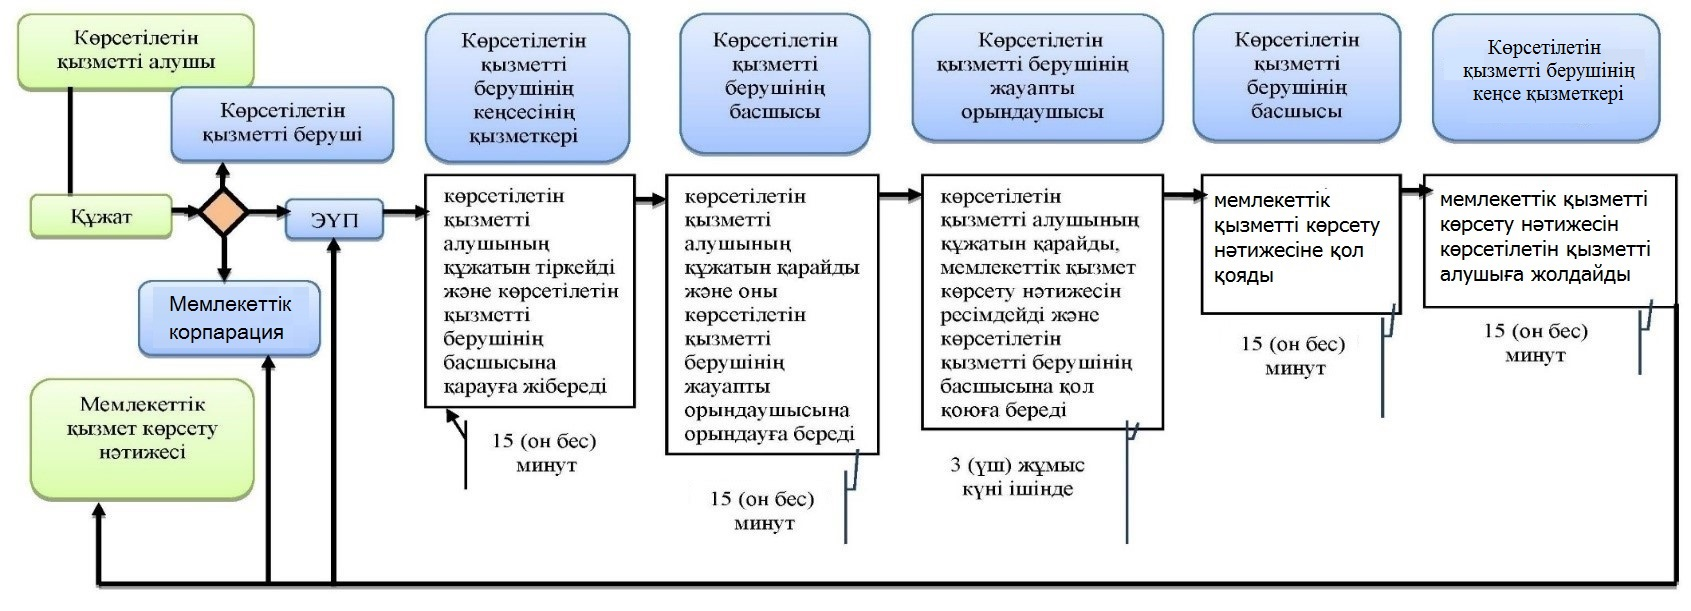 Көрсетілетін
қызметті алушы
Көрсетілетін
қызметті беруші
Құжат
ЭҮП
Мемлекеттік
корпарация
Мемлекеттік
қызмет көрсету
нәтижесі
Көрсетілетін
қызметті
берушінің
кеңсесінің
қызметкері
Көрсетілетін
қызметті
берушінің
басшысы
Көрсетілетін
қызметті берушінің
жауапты
орындаушысы
Көрсетілетін
қызметті
берушінің
басшысы
Көрсетілетін
қызметті берушінің
кеңсе қызметкері
көрсетілетін
қызметті
алушының
құжатын тіркейді
және көрсетілетін
қызметті
берушінің
басшысына
қарауға жібереді
15 (он бес)
минут
көрсетілетін
қызметті
алушының
құжатын қарайды
және оны
көрсетілетін
қызметті
берушінің
жауапты
орындаушысына
орындауға береді
15 (он бес)
минут
көрсетілетін
қызметті алушының
құжатын қарайды,
мемлекеттік қызмет
көрсету нәтижесін
ресімдейді және
көрсетілетін
қызметті берушінің
басшысына қол
қоюға береді
3 (үш) жұмыс
күні ішінде
мемлекеттік
қызметті көрсету
нәтижесіне қол
қояды
15 (он бес)
минут
мемлекеттік қызметті
көрсету нәтижесін
көрсетілетін қызметті
алушыға жолдайды
15 (он бес)
минут